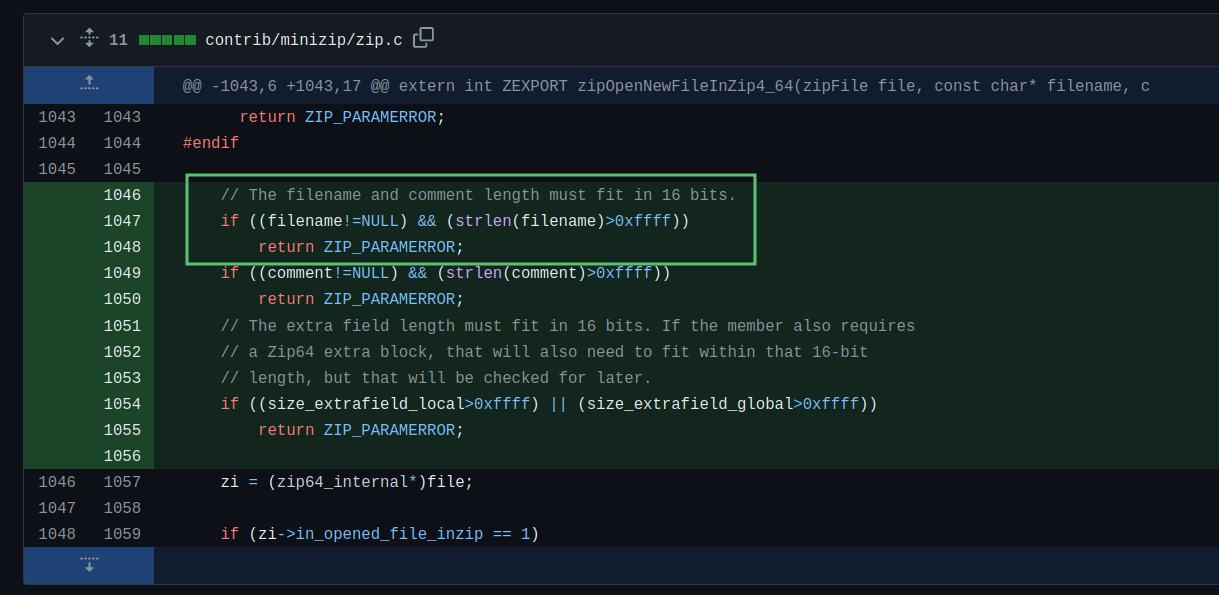 11 contrib/minizip/zip.c
@@ -1043,6 +1043,17 @@ extern int ZEXPORT zipOpenNewFileInZip4_64(zipFile file, const char* filename, c
1043 1043 return ZIP_PARAMERROR;
1044 1044 #endif
1045 1045
1046 // The filename and comment length must fit in 16 bits.
1047 if ((filename!=NULL) && (strlen(filename)>0xffff))
1048 return ZIP_PARAMERROR;
1049 if ((comment!=NULL) && (strlen(comment)>0xffff))
1050 return ZIP_PARAMERROR;
1051 // The extra field length must fit in 16 bits. If the member also requires
1052 // a Zip64 extra block, that will also need to fit within that 16-bit
1053 // length, but that will be checked for later.
1054 if ((size_extrafield_local>0xffff) || (size_extrafield_global>0xffff))
1055 return ZIP_PARAMERROR;
1056
1046 1057 zi = (zip64_internal*)file;
1047 1058
1048 1059 if (zi->in_opened_file_inzip == 1)